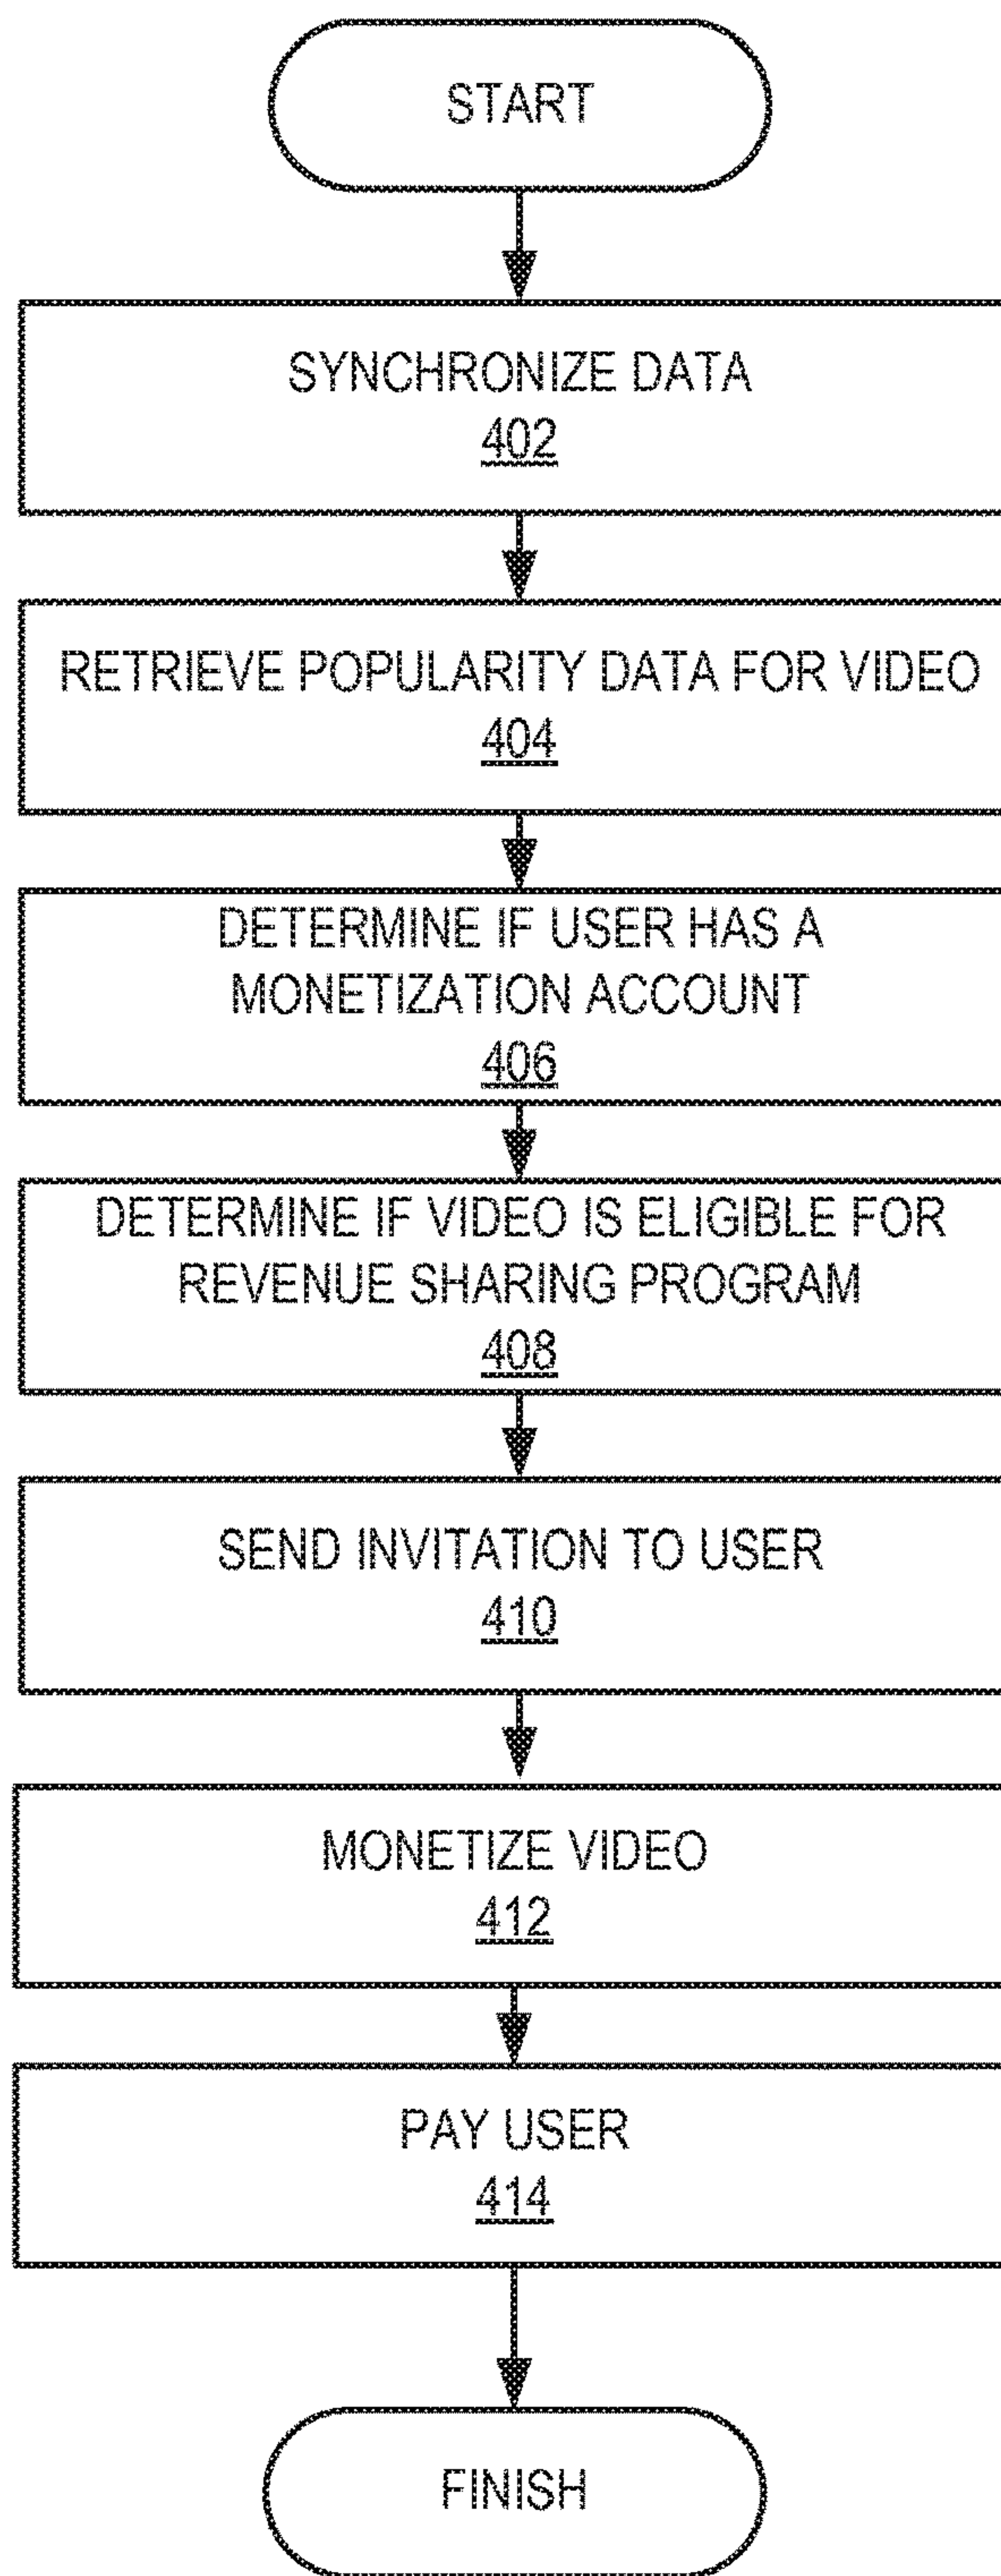 START
SYNCHRONIZE DATA
402
RETRIEVE POPULARITY DATA FOR VIDEO
404
DETERMINE IF USER HAS A
MONETIZATION ACCOUNT
406
DETERMINE IF VIDEO IS ELIGIBLE FOR
REVENUE SHARING PROGRAM
408
SEND INVITATION TO USER
410
MONETIZE VIDEO
412
PAY USER
414
FINISH